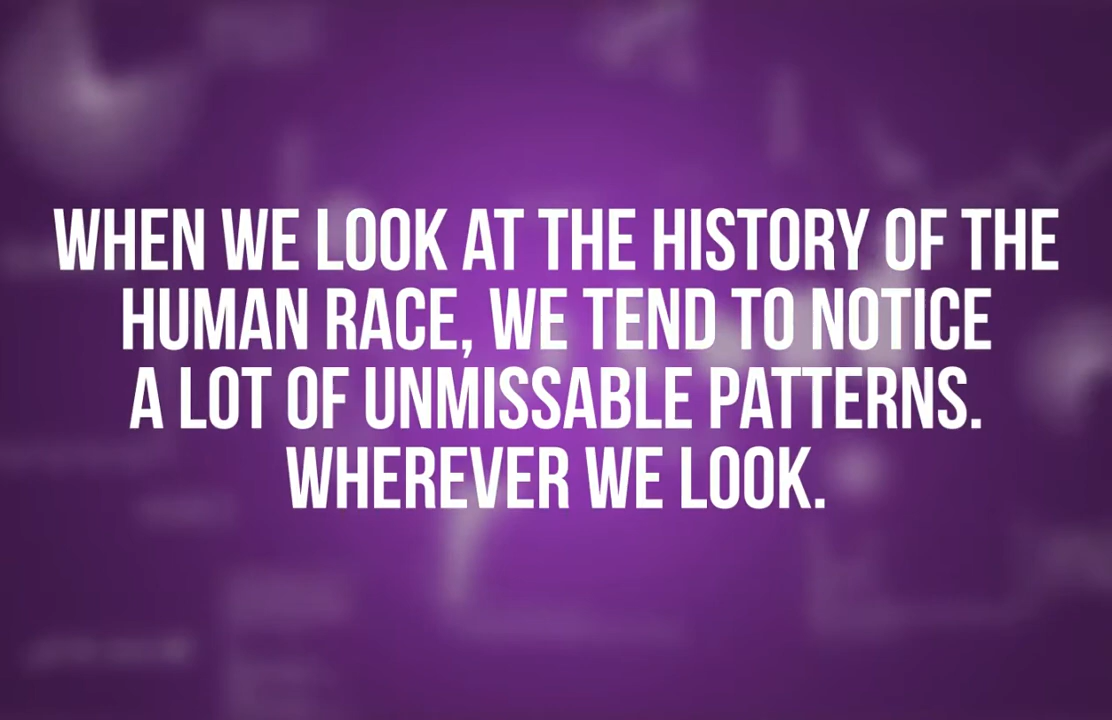 WHEN WE LOOK AT THE HISTORY OF THE
HUMAN RACE, WE TEND TO NOTICE
A LOT OF UNMISSABLE PATTERNS.
WHEREVER WE LOOK.